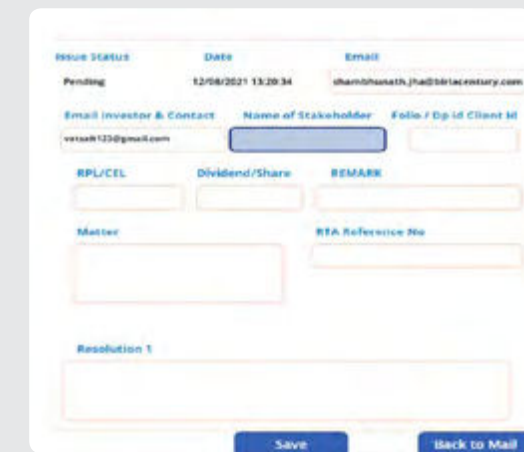 Issue Status Date Email
Pending 12/08/2021 13:20:34 shambhunath.jha@birlacentury.com
Email Investor & Contact Name of Stakeholder Folio / Dp id Client Id
RPL/CEL Dividend/Share REMARK
Matter RTA Reference No
Resolution 1
Save Back to Mail